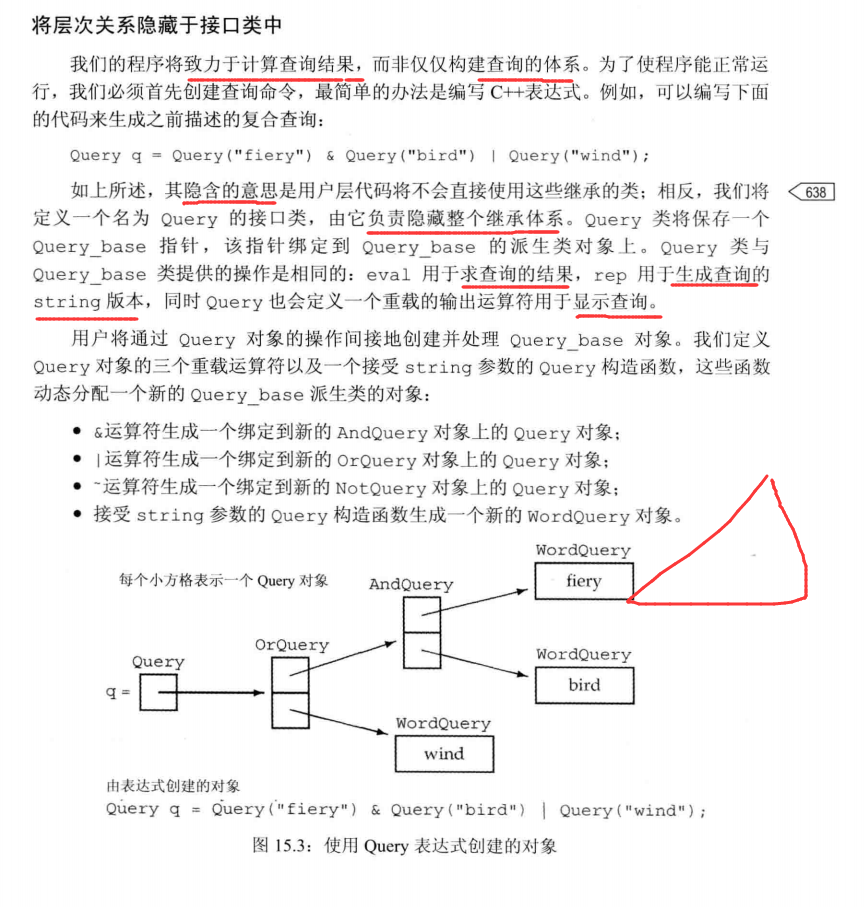 将层次关系隐藏于接口类中
我们的程序将致力于计算查询结果，而非仅仅构建查询的体系。为了使程序能正常运
行，我们必须首先创建查询命令，最简单的办法是编写 C++表达式。例如，可以编写下面
的代码来生成之前描述的复合查询：
Query q = Query("fiery") & Query("bird") | Query("wind");
如上所述，其隐含的意思是用户层代码将不会直接使用这些继承的类；相反，我们将
638
定义一个名为 Query 的接口类，由它负责隐藏整个继承体系。Query 类将保存一个
Query_base 指针，该指针绑定到 Query_base 的派生类对象上。Query 类与
Query_base 类提供的操作是相同的：eval 用于求查询的结果，rep 用于生成查询的
string 版本，同时 Query 也会定义一个重载的输出运算符用于显示查询。
用户将通过 Query 对象的操作间接地创建并处理 Query_base 对象。我们定义
Query 对象的三个重载运算符以及一个接受 string 参数的 Query 构造函数，这些函数
动态分配一个新的 Query_base 派生类的对象：
• &运算符生成一个绑定到新的 AndQuery 对象上的 Query 对象；
• |运算符生成一个绑定到新的 OrQuery 对象上的 Query 对象；
• ~运算符生成一个绑定到新的 NotQuery 对象上的 Query 对象；
• 接受 string 参数的 Query 构造函数生成一个新的 WordQuery 对象。
WordQuery
每个小方格表示一个 Query 对象
AndQuery
fiery
OrQuery
WordQuery
Query
bird
q =
WordQuery
wind
由表达式创建的对象
Query q = Query("fiery") & Query("bird") | Query("wind");
图 15.3：使用 Query 表达式创建的对象